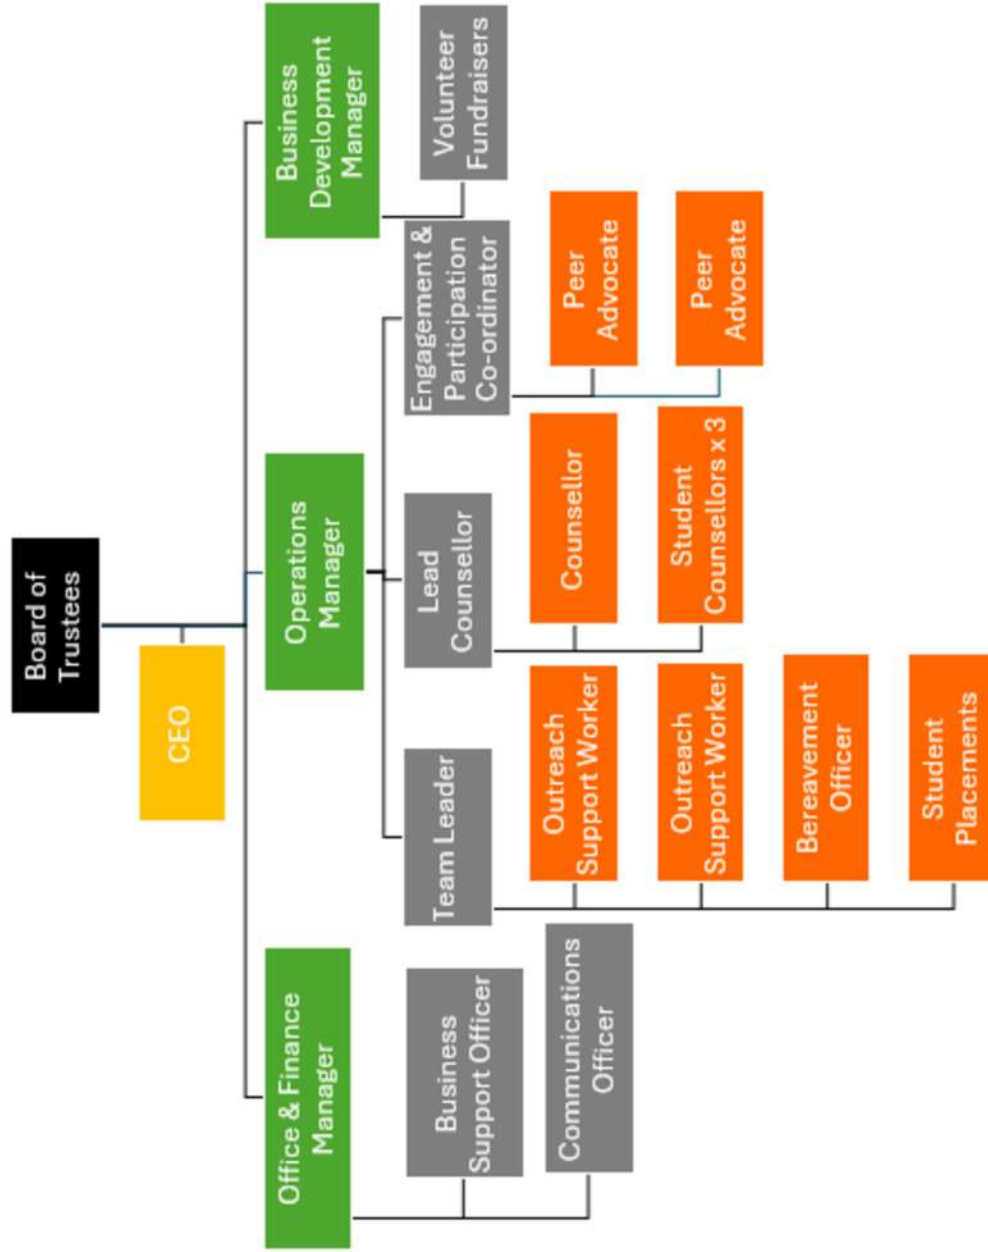 Board of
Trustees
CEO
Office & Finance
Manager
Operations
Manager
Business
Development
Manager
Business
Support Officer
Communications
Officer
Team Leader
Outreach
Support Worker
Outreach
Support Worker
Bereavement
Officer
Student
Placements
Lead
Counsellor
Counsellor
Student
Counsellors x 3
Engagement &
Participation
Co-ordinator
Peer
Advocate
Peer
Advocate
Volunteer
Fundraisers